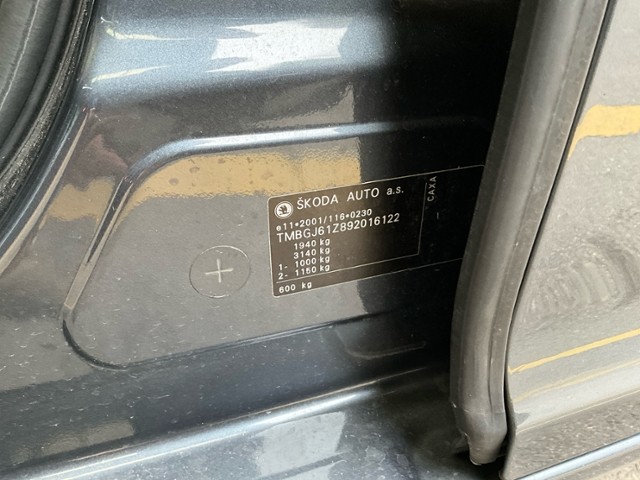 ŠKODA AUTO a.s.
e11*2001/116*0230
TMBGJ61Z892016122
1940 kg
3140 kg
1- 1000 kg
2- 1150 kg
600 kg
CAXA